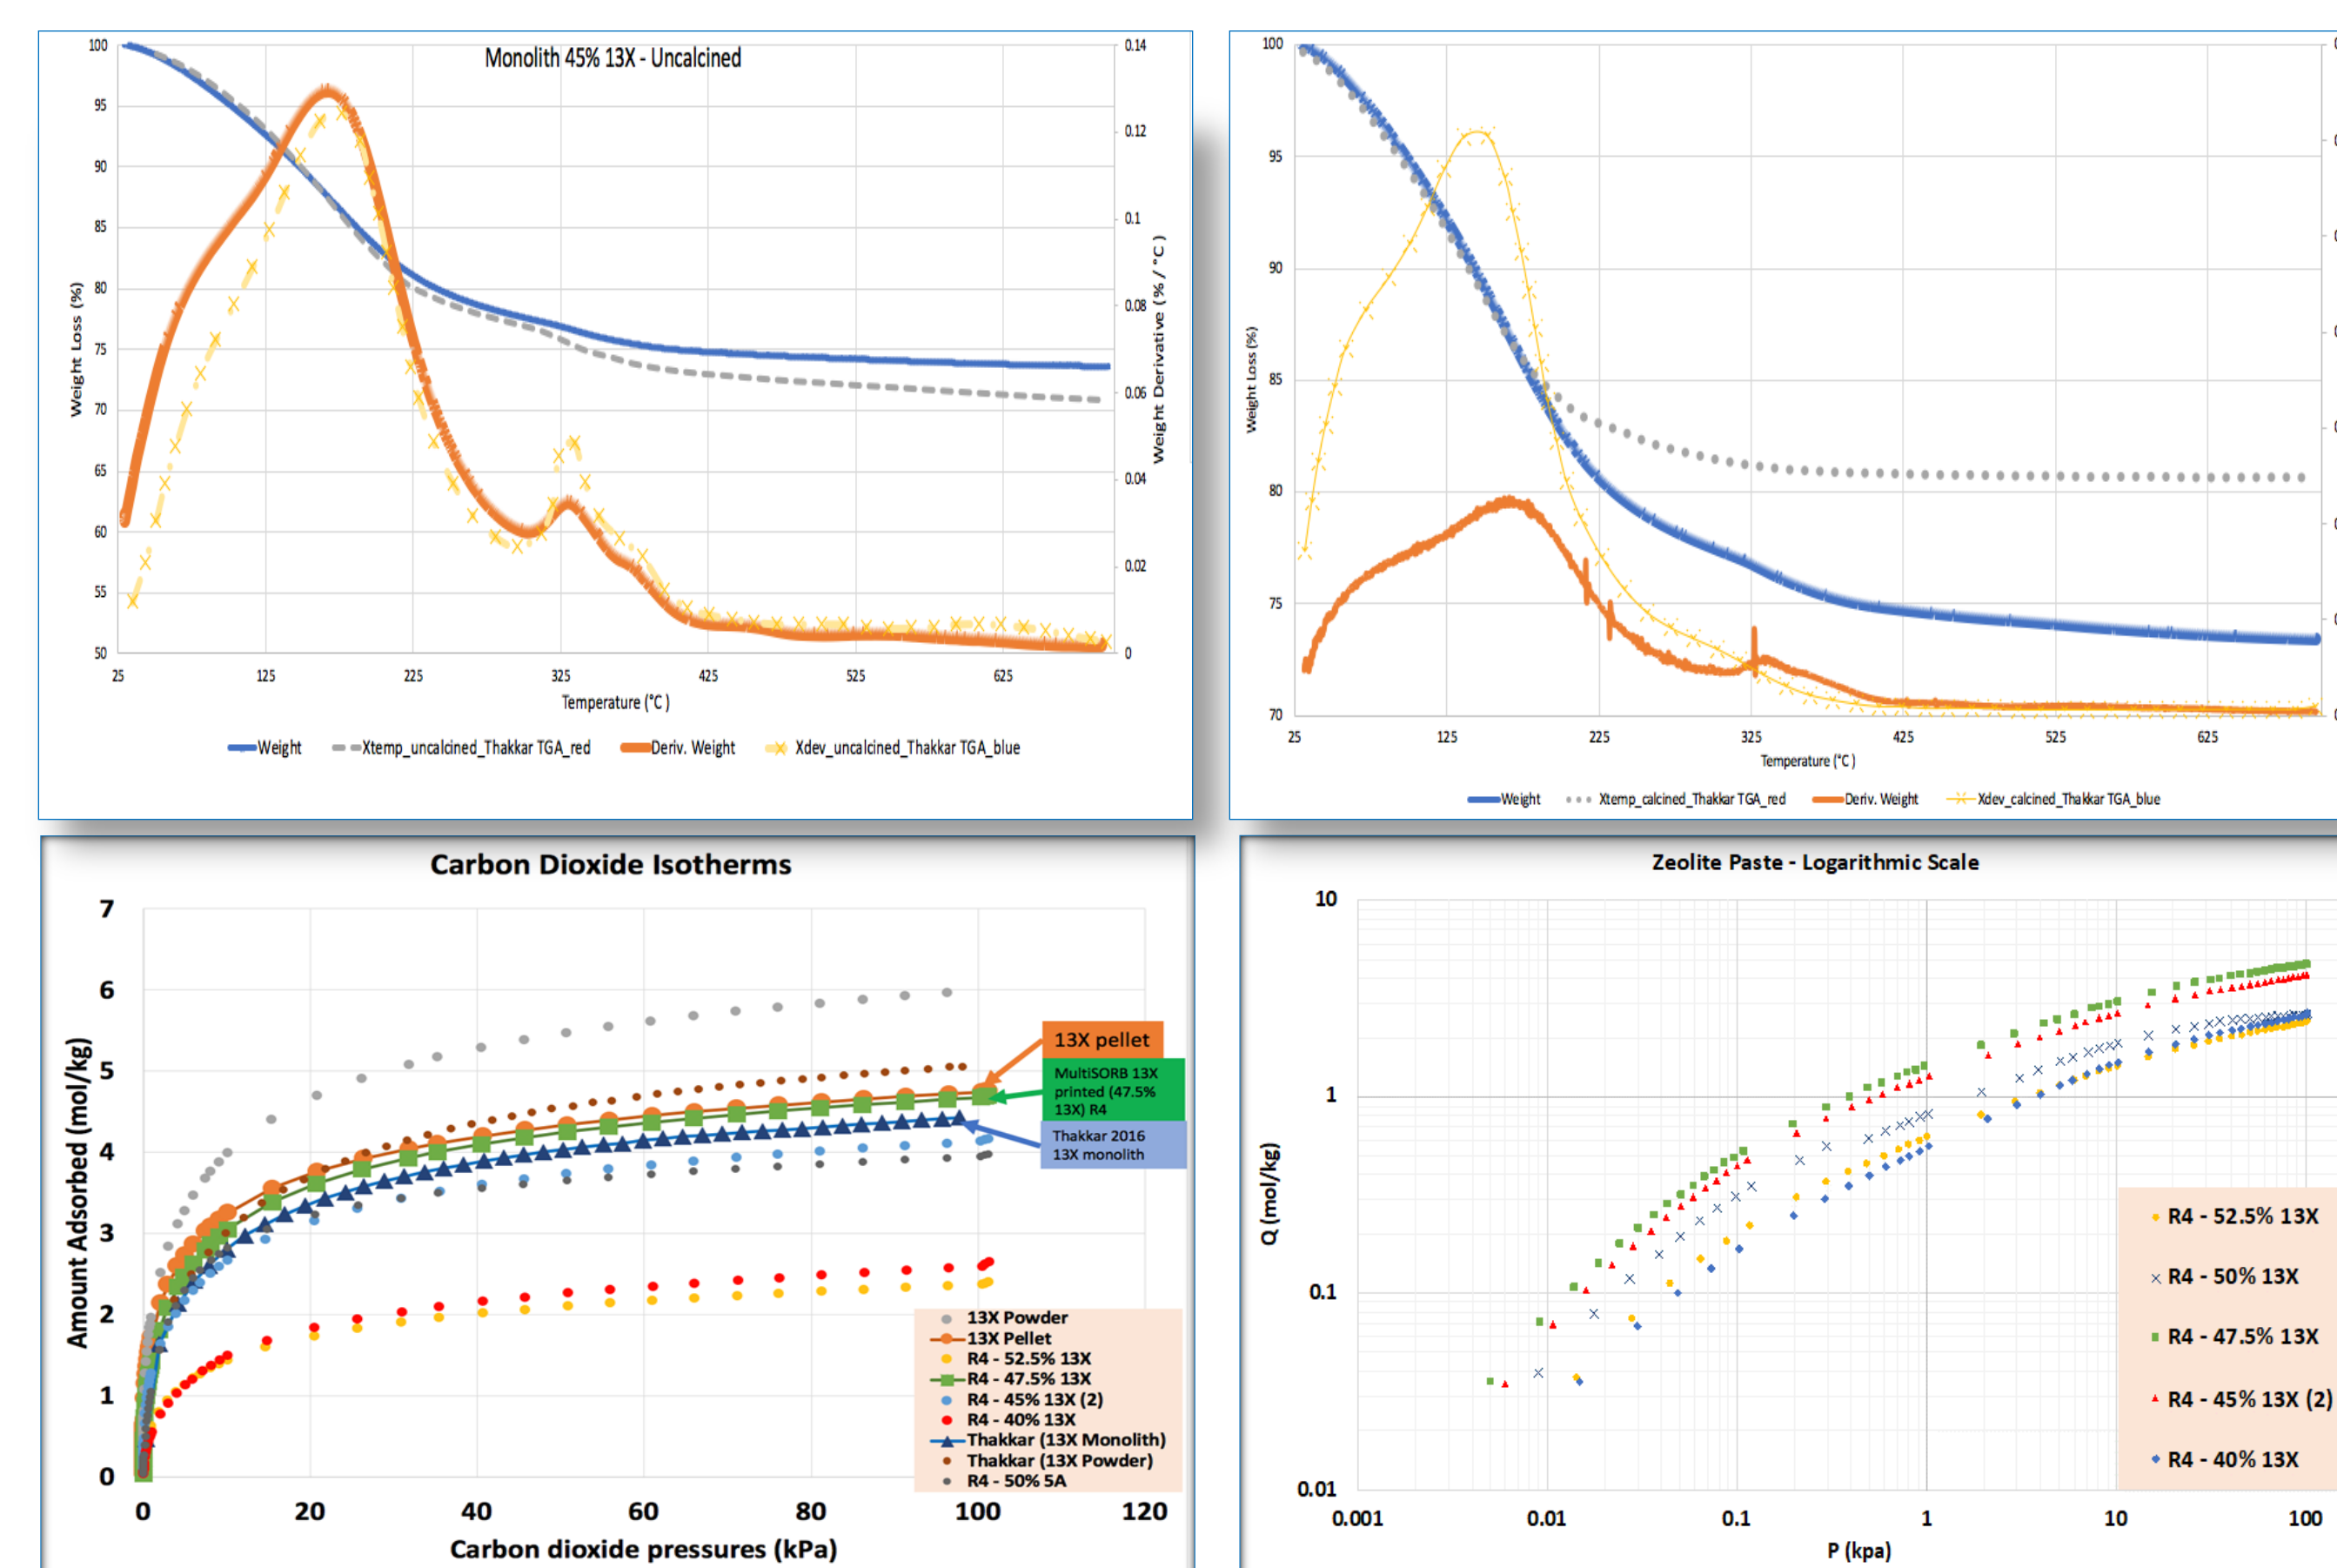 Monolith 45% 13X - Uncalcined
Weight Loss (%)
100
95
90
85
80
75
70
65
60
55
50
0.14
0.12
0.1
0.08
0.06
0.04
0.02
0
Weight Derivative (% / °C )
25 125 225 325 425 525 625
Temperature (°C )
Weight Xtemp_uncalcined_Thakkar TGA_red Deriv. Weight Xdev_uncalcined_Thakkar TGA_blue
Weight Loss (%)
100
95
90
85
80
75
70
25 125 225 325 425 525 625
Temperature (°C )
Weight Xtemp_calcined_Thakkar TGA_red Deriv. Weight Xdev_calcined_Thakkar TGA_blue
Carbon Dioxide Isotherms
Amount Adsorbed (mol/kg)
7
6
5
4
3
2
1
0
13X pellet
MultiSORB 13X
printed (47.5%
13X) R4
Thakkar 2016
13X monolith
13X Powder
13X Pellet
R4 - 52.5% 13X
R4 - 47.5% 13X
R4 - 45% 13X (2)
R4 - 40% 13X
Thakkar (13X Monolith)
Thakkar (13X Powder)
R4 - 50% 5A
0 20 40 60 80 100 120
Carbon dioxide pressures (kPa)
Zeolite Paste - Logarithmic Scale
Q (mol/kg)
10
1
0.1
0.01
R4 - 52.5% 13X
R4 - 50% 13X
R4 - 47.5% 13X
R4 - 45% 13X (2)
R4 - 40% 13X
0.001 0.01 0.1 1 10 100
P (kpa)